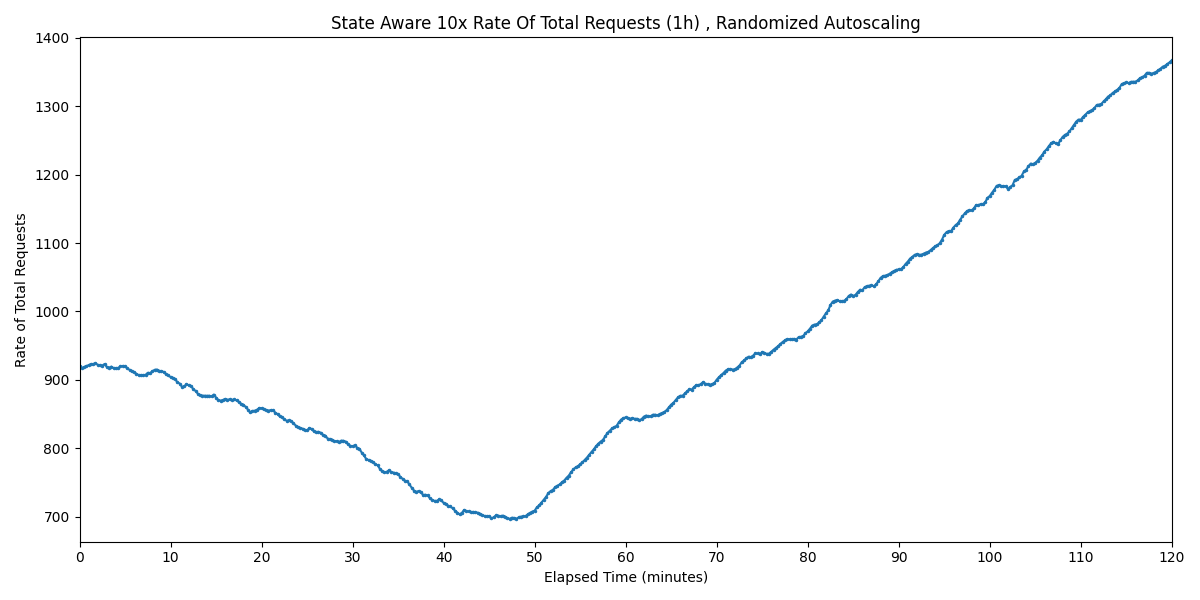 State Aware 10x Rate Of Total Requests (1h) , Randomized Autoscaling
Rate of Total Requests
1400
1300
1200
1100
1000
900
800
700
0 10 20 30 40 50 60 70 80 90 100 110 120
Elapsed Time (minutes)